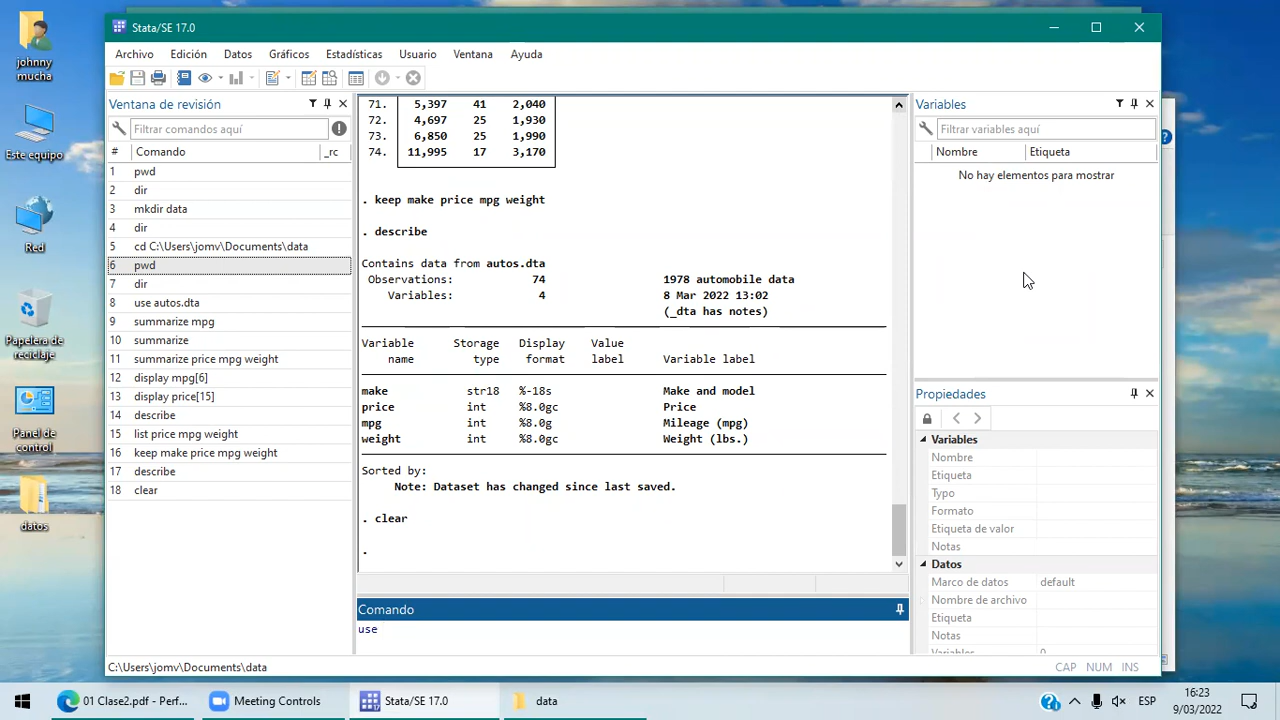 johnny
mucha
Este equipo
Red
Papelera de
reciclaje
Panel de
control
datos
Stata/SE 17.0
Archivo Edición Datos Gráficos Estadísticas Usuario Ventana Ayuda
Ventana de revisión
Filtrar comandos aquí
# Comando _rc
1 pwd
2 dir
3 mkdir data
4 dir
5 cd C:\Users\jomv\Documents\data
6 pwd
7 dir
8 use autos.dta
9 summarize mpg
10 summarize
11 summarize price mpg weight
12 display mpg[6]
13 display price[15]
14 describe
15 list price mpg weight
16 keep make price mpg weight
17 describe
18 clear
71. 5,397 41 2,040
72. 4,697 25 1,930
73. 6,850 25 1,990
74. 11,995 17 3,170
. keep make price mpg weight
. describe
Contains data from autos.dta
Observations: 74 1978 automobile data
Variables: 4 8 Mar 2022 13:02
(_dta has notes)
Variable Storage Display Value
name type format label Variable label
make str18 %-18s Make and model
price int %8.0gc Price
mpg int %8.0g Mileage (mpg)
weight int %8.0gc Weight (lbs.)
Sorted by:
Note: Dataset has changed since last saved.
. clear
.
Comando
use
Variables
Filtrar variables aquí
Nombre Etiqueta
No hay elementos para mostrar
Propiedades
Variables
Nombre
Etiqueta
Typo
Formato
Etiqueta de valor
Notas
Datos
Marco de datos default
Nombre de archivo
Etiqueta
Notas
Variables 0
C:\Users\jomv\Documents\data
CAP NUM INS
01 Clase2.pdf - Perf...
Meeting Controls
Stata/SE 17.0
data
ESP
16:23
9/03/2022